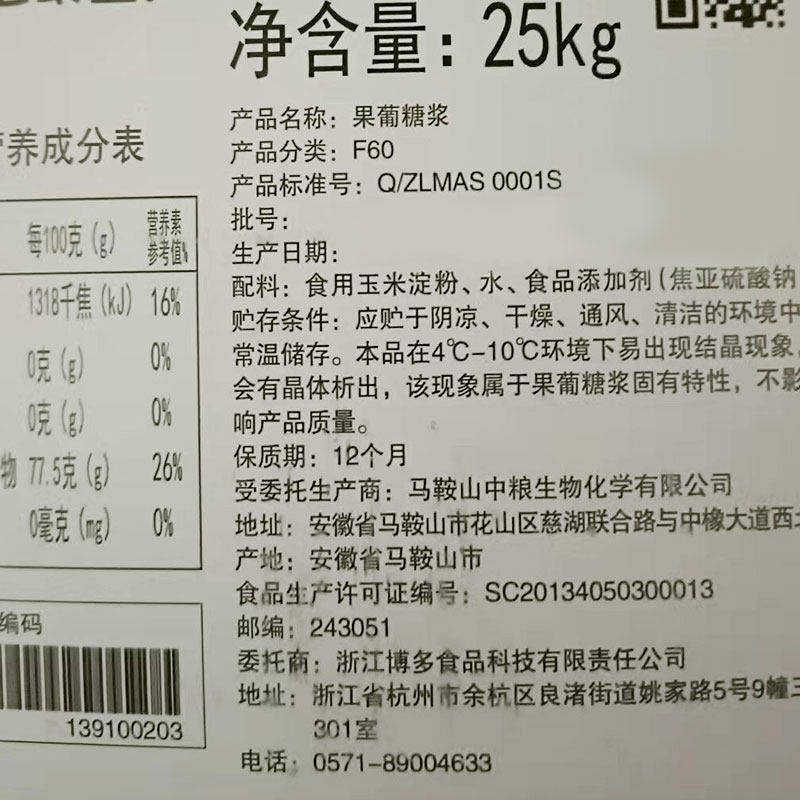 净含量：25kg
产品名称：果葡糖浆
产品分类：F60
产品标准号：Q/ZLMAS 0001S
批号：
生产日期：
配料：食用玉米淀粉、水、食品添加剂(焦亚硫酸钠
贮存条件：应贮于阴凉、干燥、通风、清洁的环境中
常温储存。本品在4℃-10℃环境下易出现结晶现象，
会有晶体析出，该现象属于果葡糖浆固有特性，不影
响产品质量。
保质期：12个月
受委托生产商：马鞍山中粮生物化学有限公司
地址：安徽省马鞍山市花山区慈湖联合路与中橡大道西北
产地：安徽省马鞍山市
食品生产许可证编号：SC20134050300013
邮编：243051
委托商：浙江博多食品科技有限责任公司
地址：浙江省杭州市余杭区良渚街道姚家路5号9幢三
301室
电话：0571-89004633
营养成分表
每100克(g) 营养素
参考值%
1318千焦(kJ) 16%
0克(g) 0%
0克(g) 0%
物 77.5克(g) 26%
0毫克(mg) 0%
编码
139100203